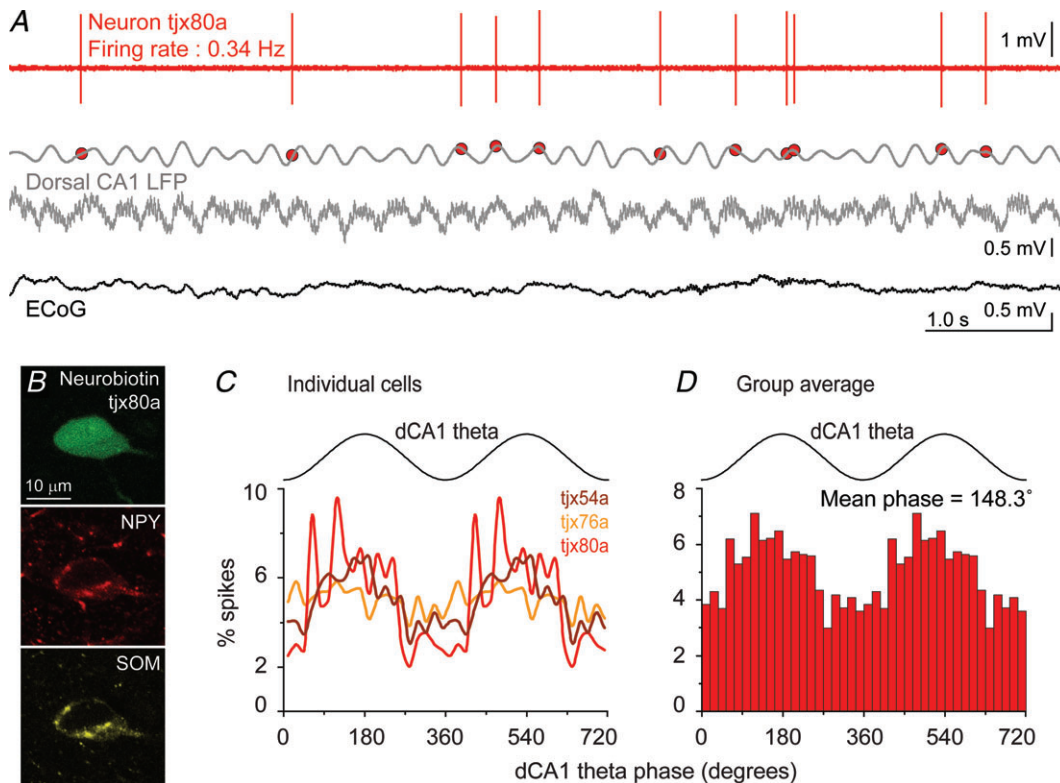 A
Neuron tjx80a
Firing rate : 0.34 Hz
1 mV
Dorsal CA1 LFP
0.5 mV
ECoG
0.5 mV
1.0 s
B
Neurobiotin
tjx80a
10 μm
NPY
SOM
C Individual cells
dCA1 theta
10
8
6
4
2
0
% spikes
tjx54a
tjx76a
tjx80a
0 180 360 540 720
D Group average
dCA1 theta
Mean phase = 148.3°
8
6
4
2
0
0 180 360 540 720
dCA1 theta phase (degrees)